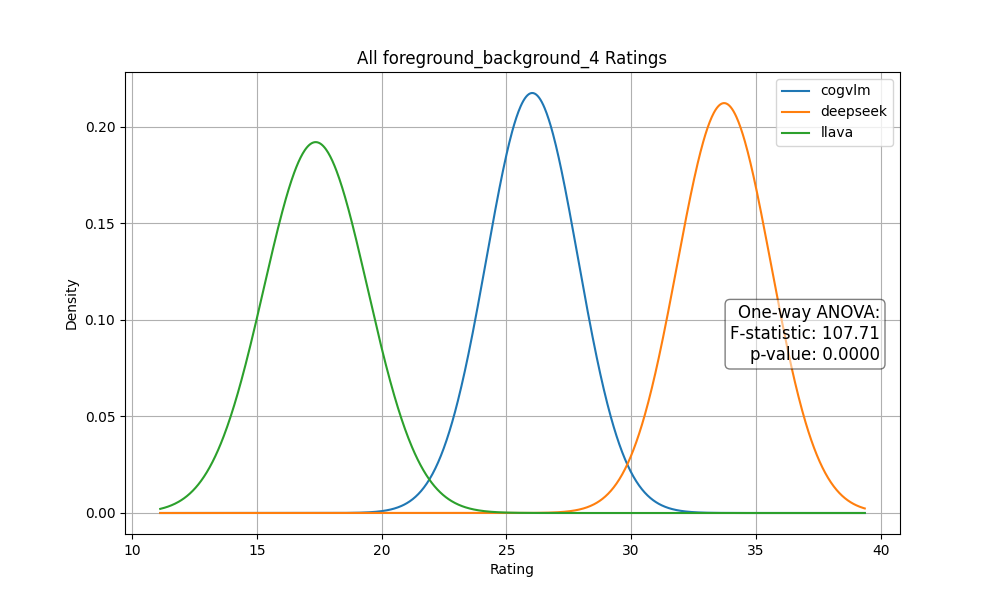 All foreground_background_4 Ratings
cogvlm
deepseek
llava
One-way ANOVA:
F-statistic: 107.71
p-value: 0.0000
Density
0.20
0.15
0.10
0.05
0.00
10 15 20 25 30 35 40
Rating